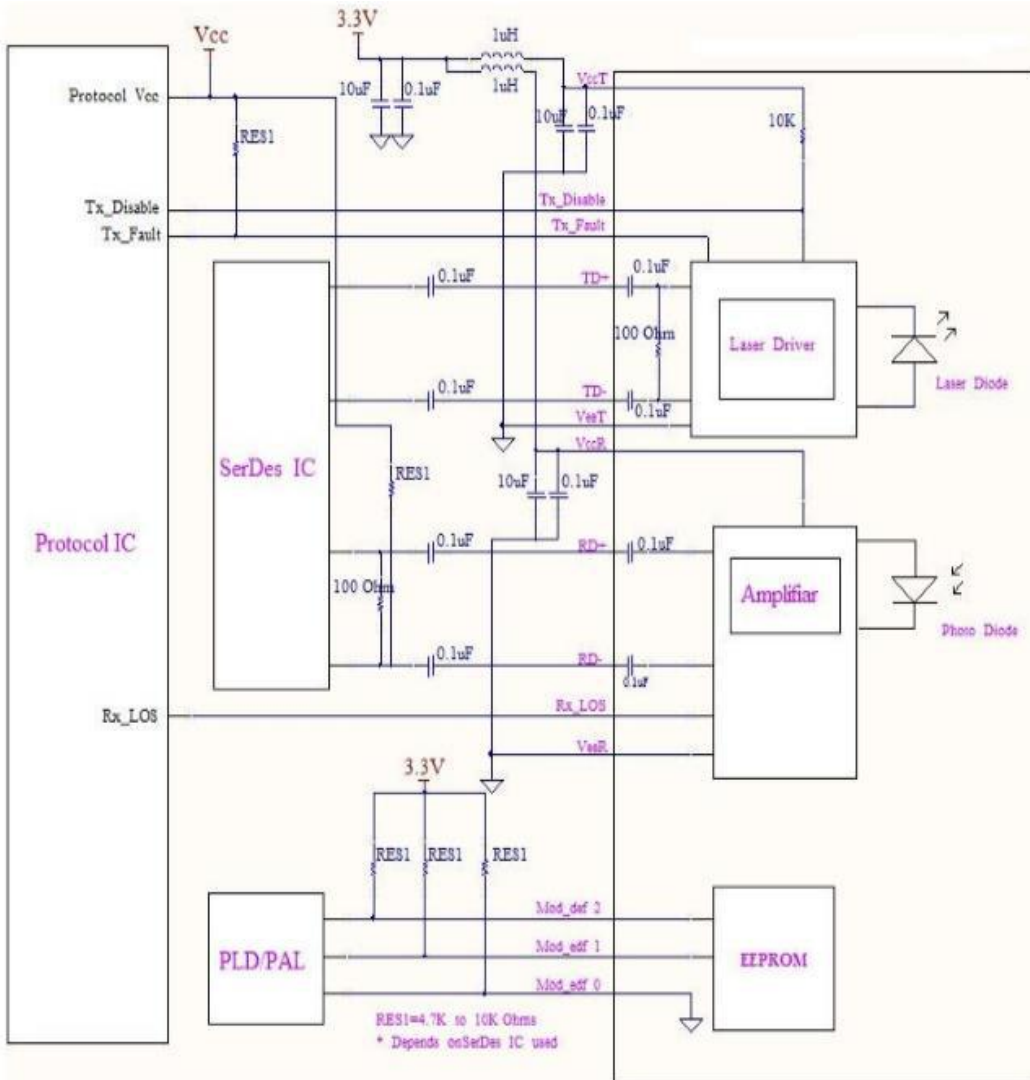 3.3V
1uH
Vcc
VccT
1uH
Protocol Vcc
10uF
0.1uF
10uF
0.1uF
10K
RES1
Tx_Disable
Tx_Disable
Tx_Fault
Tx_Fault
0.1uF
TD+
0.1uF
100 Ohm
Laser Driver
Laser Diode
0.1uF
TD-
0.1uF
VeeT
VccR
SerDes IC
RES1
10uF
0.1uF
Protocol IC
0.1uF
RD+
0.1uF
100 Ohm
Amplifiar
Photo Diode
0.1uF
RD-
0.1uF
Rx_LOS
Rx_LOS
VeeR
3.3V
RES1
RES1
RES1
Mod_def 2
PLD/PAL
Mod_edf 1
EEPROM
Mod_edf 0
RES1=4.7K to 10K Ohms
* Depends onSerDes IC used